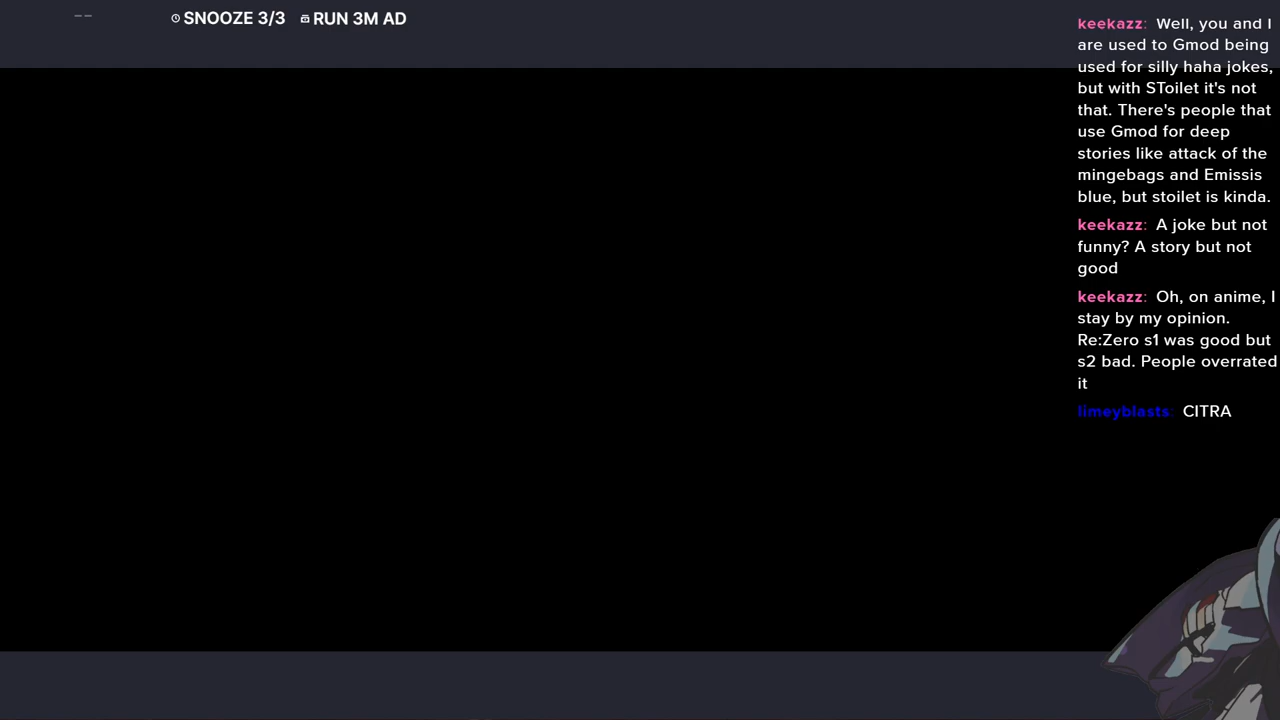 -- SNOOZE 3/3 RUN 3M AD
keekazz: Well, you and I
are used to Gmod being
used for silly haha jokes,
but with SToilet it's not
that. There's people that
use Gmod for deep
stories like attack of the
mingebags and Emissis
blue, but stoilet is kinda.
keekazz: A joke but not
funny? A story but not
good
keekazz: Oh, on anime, I
stay by my opinion.
Re:Zero s1 was good but
s2 bad. People overrated
it
limeyblasts: CITRA